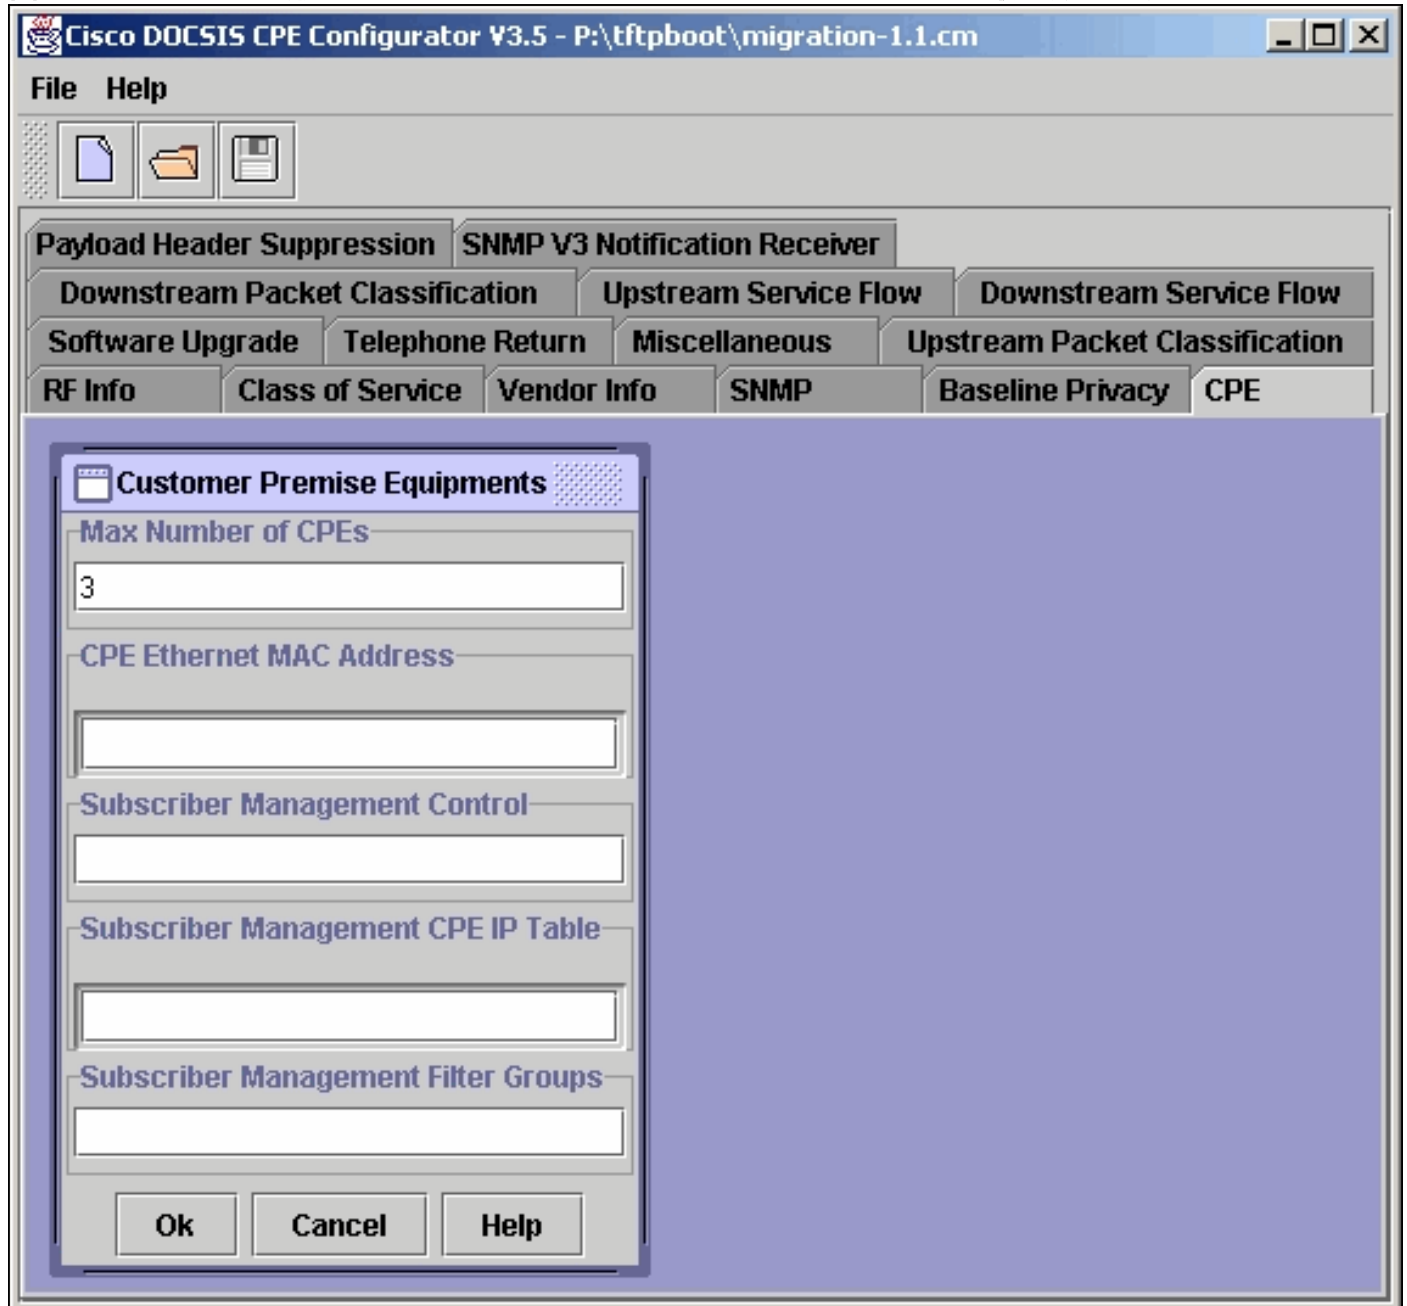 Cisco DOCSIS CPE Configurator V3.5 - P:\tftpboot\migration-1.1.cm
File Help
Payload Header Suppression SNMP V3 Notification Receiver
Downstream Packet Classification Upstream Service Flow Downstream Service Flow
Software Upgrade Telephone Return Miscellaneous Upstream Packet Classification
RF Info Class of Service Vendor Info SNMP Baseline Privacy CPE
Customer Premise Equipments
Max Number of CPEs
3
CPE Ethernet MAC Address
Subscriber Management Control
Subscriber Management CPE IP Table
Subscriber Management Filter Groups
Ok Cancel Help